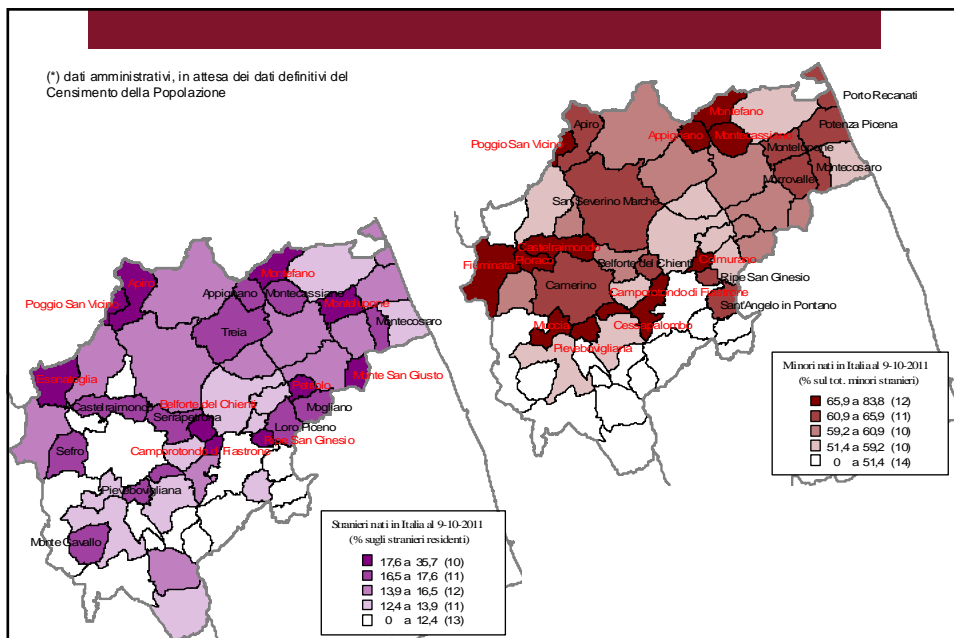 (*) dati amministrativi, in attesa dei dati definitivi del
Censimento della Popolazione
Apiro
Montefano
Poggio San Vicino
Appignano
Montecassiano
Montelupone
Treia
Montecosaro
Esanatoglia
Monte San Giusto
Petriolo
Belforte del Chienti
Castelraimondo
Serrapetrona
Mogliano
Loro Piceno
Ripe San Ginesio
Sefro
Camporotondo di Fiastrone
Pievebovigliana
Monte Cavallo
Stranieri nati in Italia al 9-10-2011
(% sugli stranieri residenti)
17,6 a 35,7 (10)
16,5 a 17,6 (11)
13,9 a 16,5 (12)
12,4 a 13,9 (11)
0 a 12,4 (13)
Porto Recanati
Montefano
Potenza Picena
Apiro
Appignano
Montecassiano
Poggio San Vicino
Montelupone
Montecosaro
Morrovalle
San Severino Marche
Castelraimondo
Colmurano
Pioraco
Belforte del Chienti
Fiuminata
Ripe San Ginesio
Camerino
Camporotondo di Fiastrone
Sant'Angelo in Pontano
Muccia
Cessapalombo
Pievebovigliana
Minori nati in Italia al 9-10-2011
(% sul tot. minori stranieri)
65,9 a 83,8 (12)
60,9 a 65,9 (11)
59,2 a 60,9 (10)
51,4 a 59,2 (10)
0 a 51,4 (14)